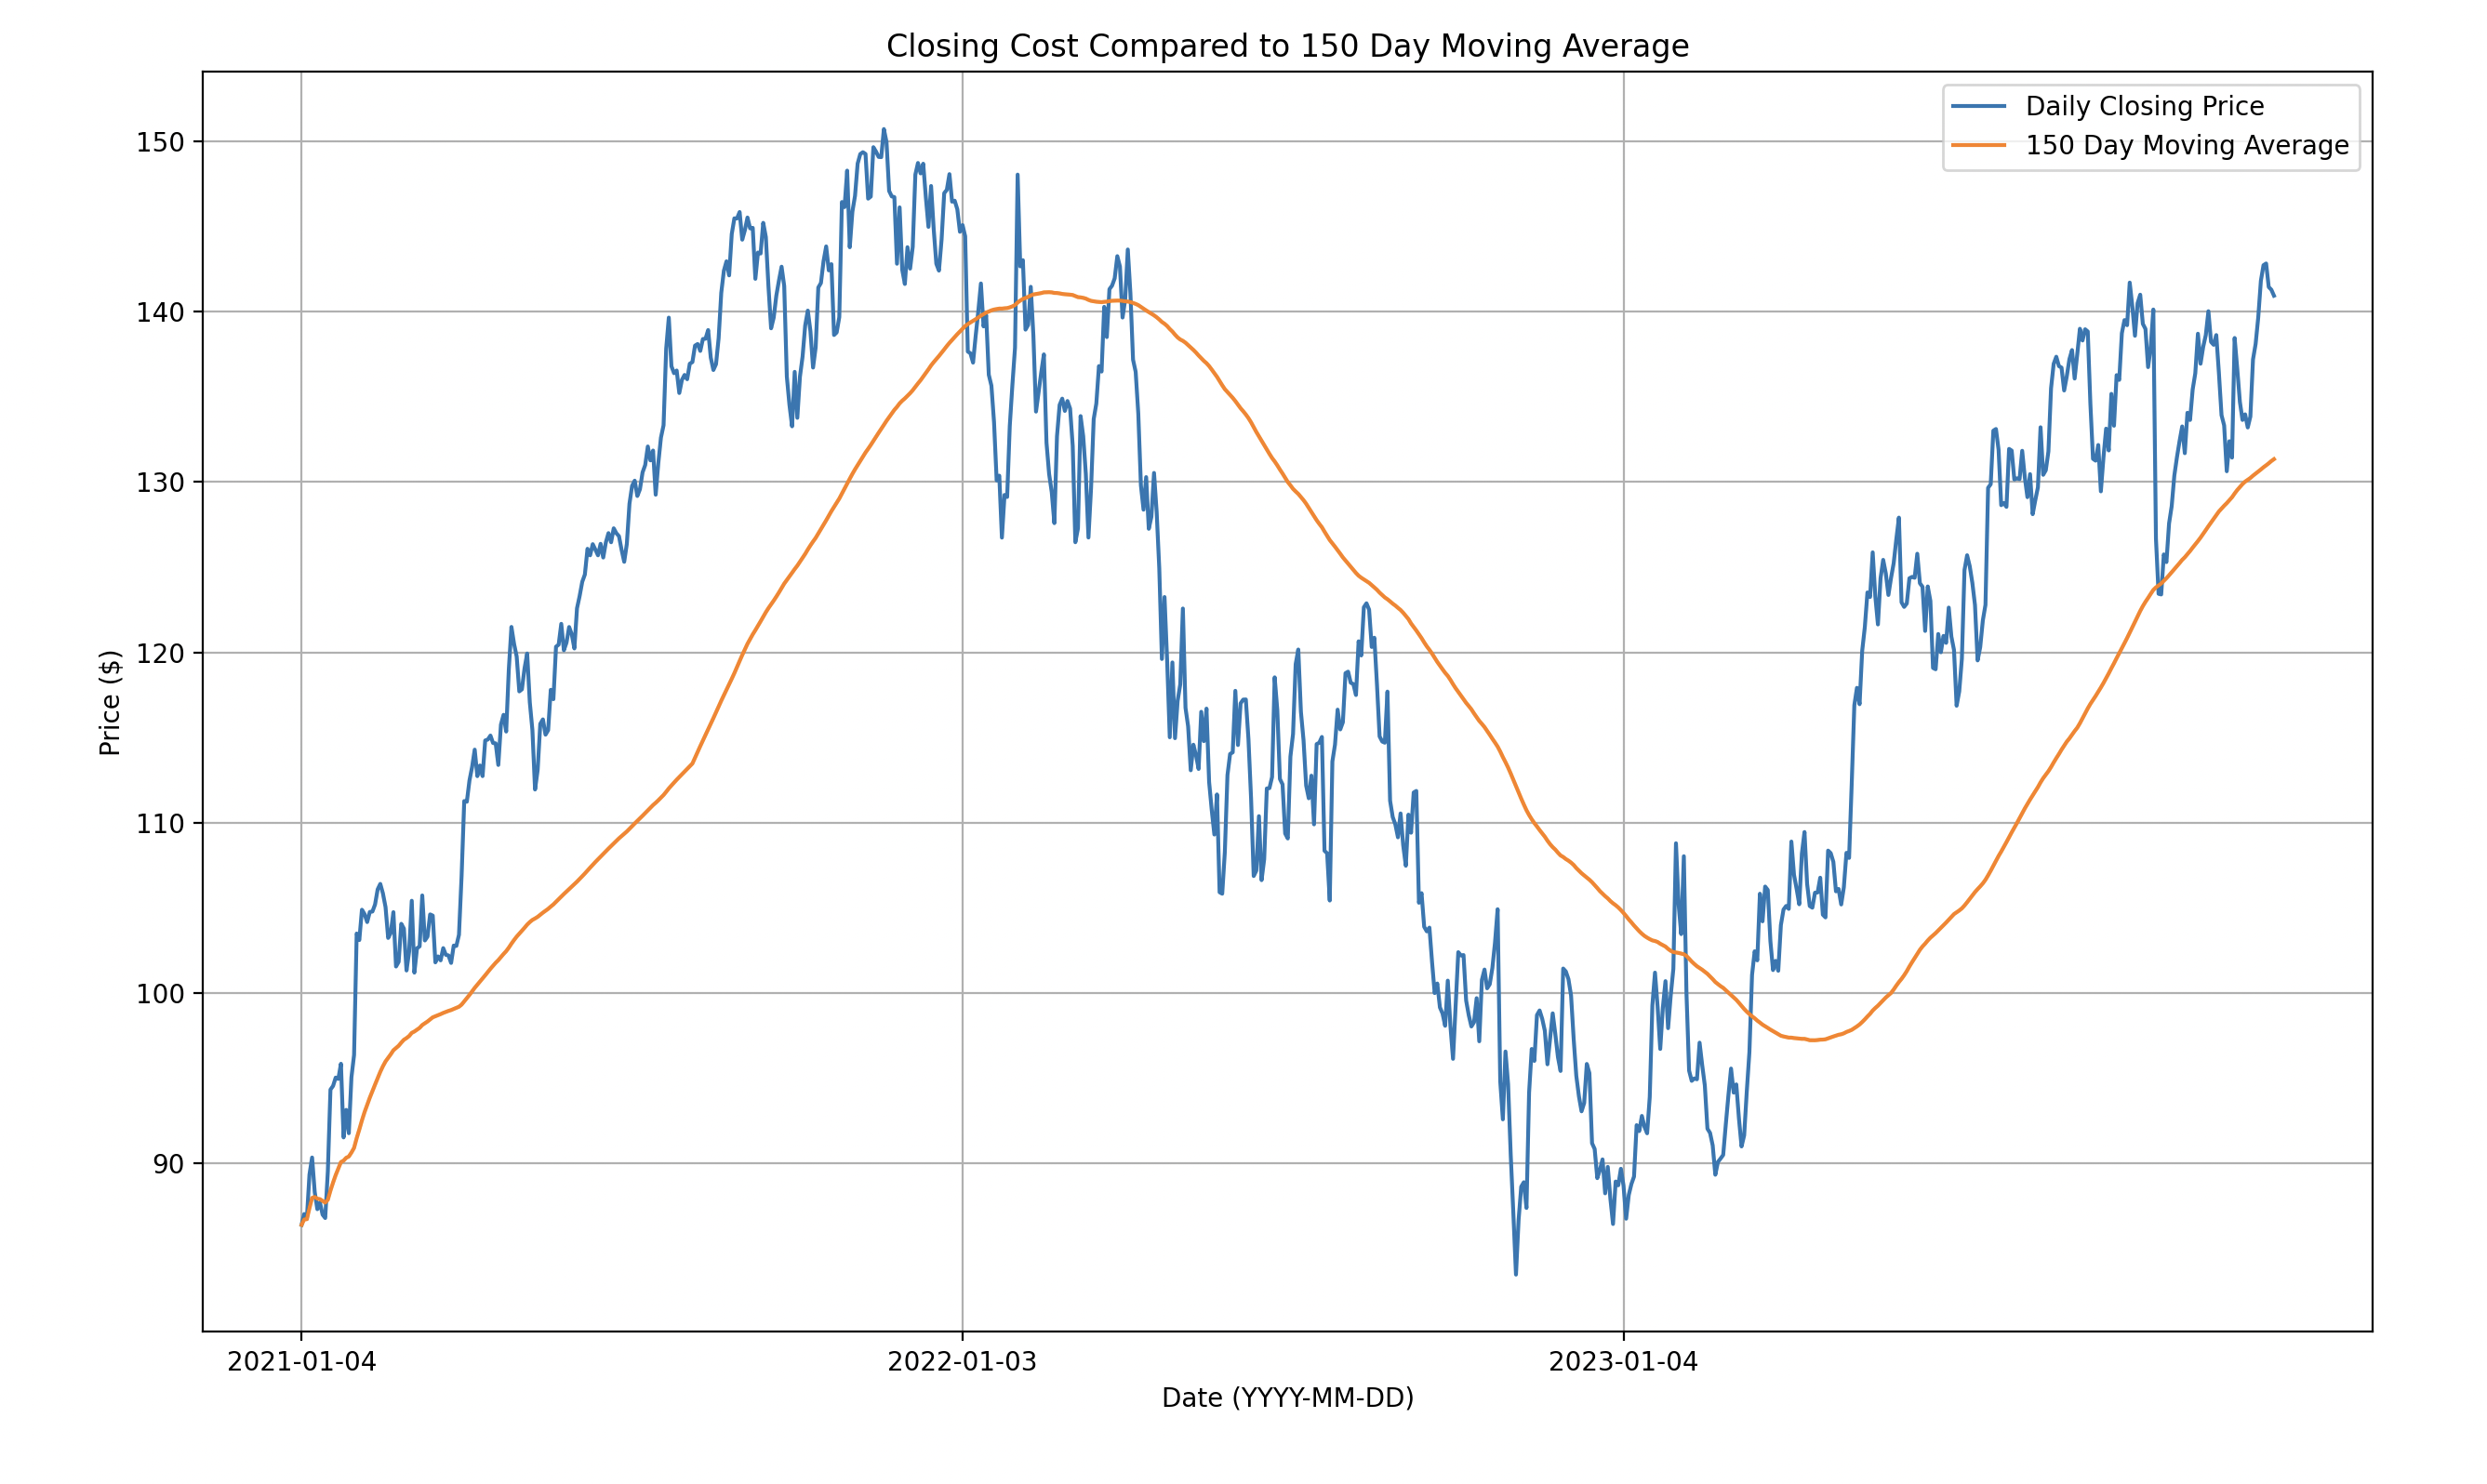 Closing Cost Compared to 150 Day Moving Average
Daily Closing Price
150 Day Moving Average
150
140
130
120
110
100
90
Price ($)
2021-01-04
2022-01-03
2023-01-04
Date (YYYY-MM-DD)